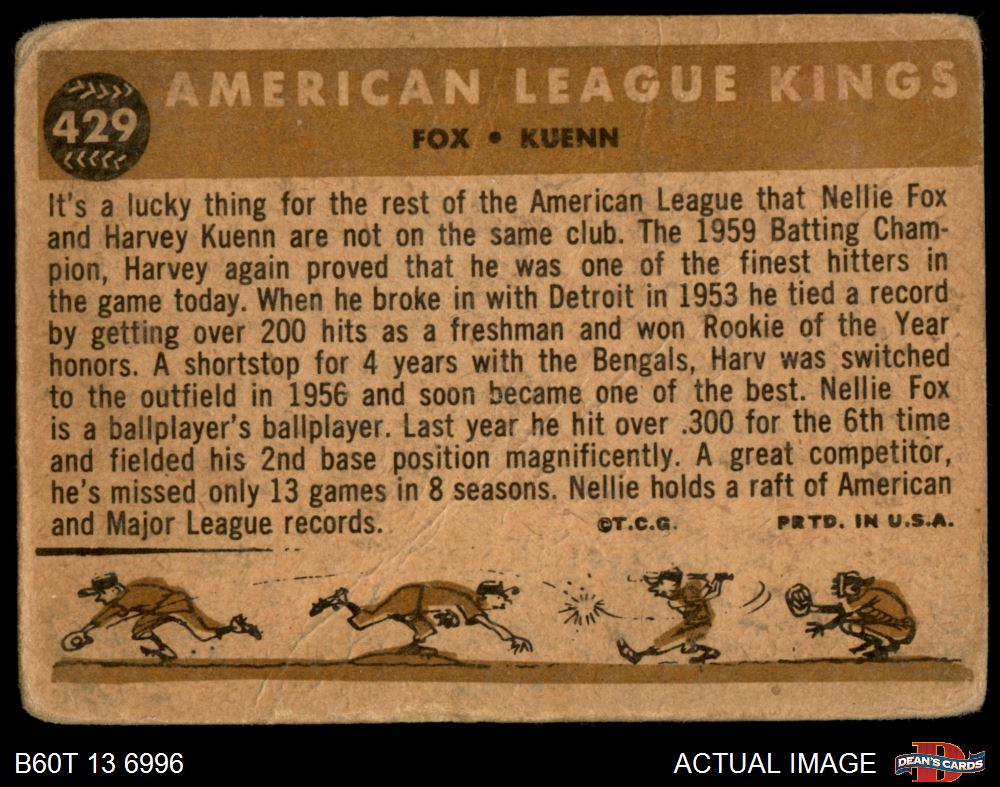 429
AMERICAN LEAGUE KINGS
FOX • KUENN
It's a lucky thing for the rest of the American League that Nellie Fox
and Harvey Kuenn are not on the same club. The 1959 Batting Cham-
pion, Harvey again proved that he was one of the finest hitters in
the game today. When he broke in with Detroit in 1953 he tied a record
by getting over 200 hits as a freshman and won Rookie of the Year
honors. A shortstop for 4 years with the Bengals, Harv was switched
to the outfield in 1956 and soon became one of the best. Nellie Fox
is a ballplayer's ballplayer. Last year he hit over .300 for the 6th time
and fielded his 2nd base position magnificently. A great competitor,
he's missed only 13 games in 8 seasons. Nellie holds a raft of American
and Major League records. ©T.C.G. PRTD. IN U.S.A.
B60T 13 6996 ACTUAL IMAGE D DEAN'S CARDS